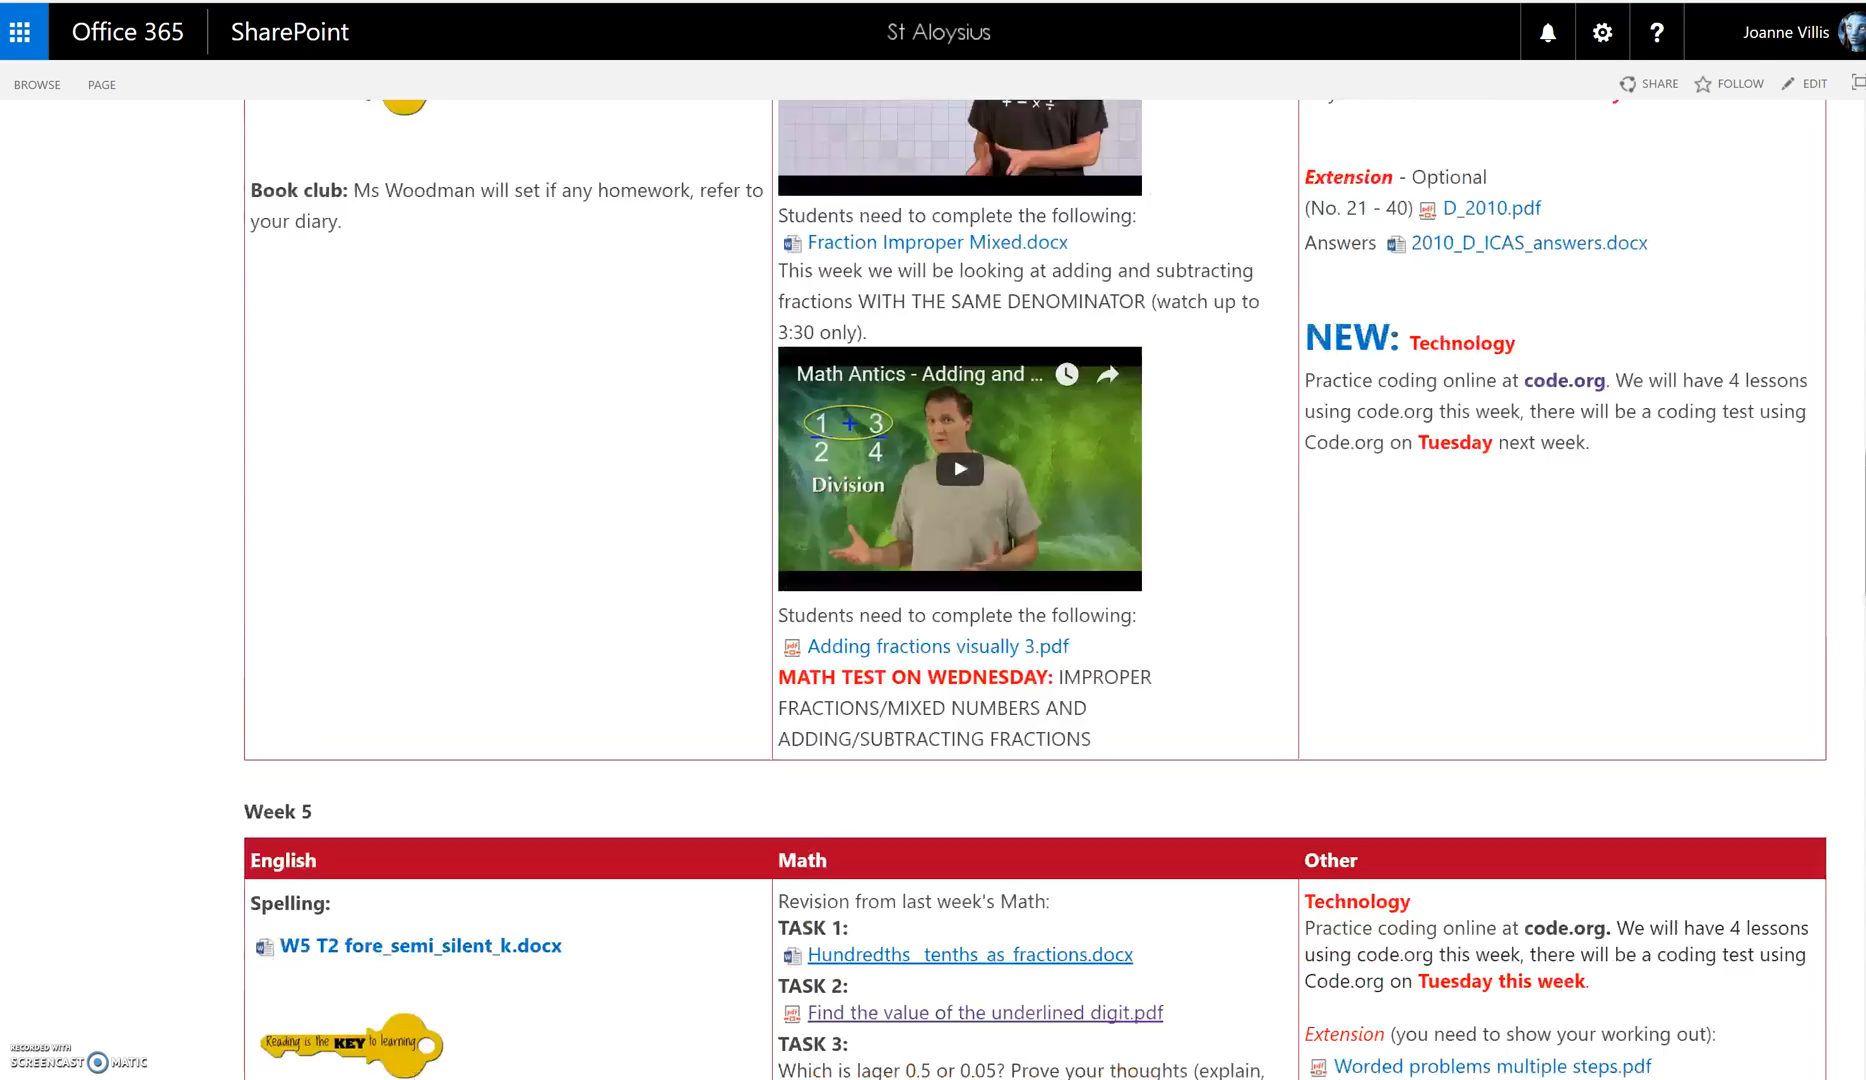 Office 365
SharePoint
St Aloysius
?
Joanne Villis
BROWSE
PAGE
SHARE
FOLLOW
EDIT
Book club: Ms Woodman will set if any homework, refer to
your diary.
Students need to complete the following:
Fraction Improper Mixed.docx
This week we will be looking at adding and subtracting
fractions WITH THE SAME DENOMINATOR (watch up to
3:30 only).
Math Antics - Adding and ...
1 + 3
2 4
Division
Students need to complete the following:
Adding fractions visually 3.pdf
MATH TEST ON WEDNESDAY: IMPROPER
FRACTIONS/MIXED NUMBERS AND
ADDING/SUBTRACTING FRACTIONS
Extension - Optional
(No. 21 - 40) D_2010.pdf
Answers 2010_D_ICAS_answers.docx
NEW: Technology
Practice coding online at code.org. We will have 4 lessons
using code.org this week, there will be a coding test using
Code.org on Tuesday next week.
Week 5
English
Math
Other
Spelling:
W5 T2 fore_semi_silent_k.docx
Reading is the KEY to learning
Revision from last week's Math:
TASK 1:
Hundredths_ tenths_as_fractions.docx
TASK 2:
Find the value of the underlined digit.pdf
TASK 3:
Which is lager 0.5 or 0.05? Prove your thoughts (explain,
Technology
Practice coding online at code.org. We will have 4 lessons
using code.org this week, there will be a coding test using
Code.org on Tuesday this week.
Extension (you need to show your working out):
Worded problems multiple steps.pdf
RECORDED WITH
SCREENCAST MATIC